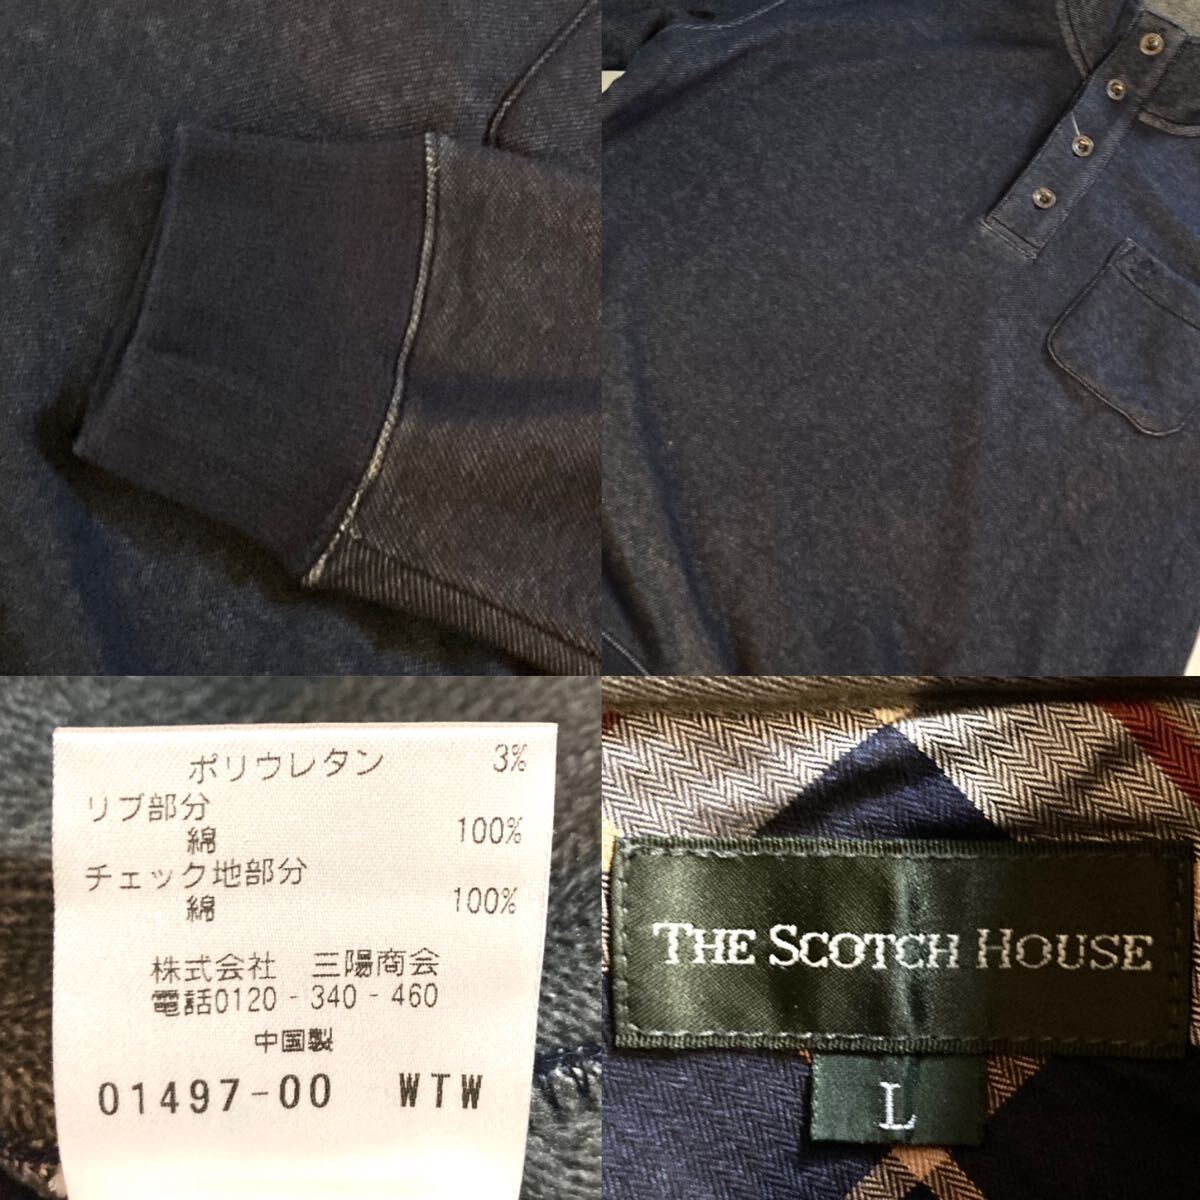 ポリウレタン 3%
リブ部分
綿 100%
チェック地部分
綿 100%
株式会社 三陽商会
電話0120-340-460
中国製
01497-00 WTW
THE SCOTCH HOUSE
L